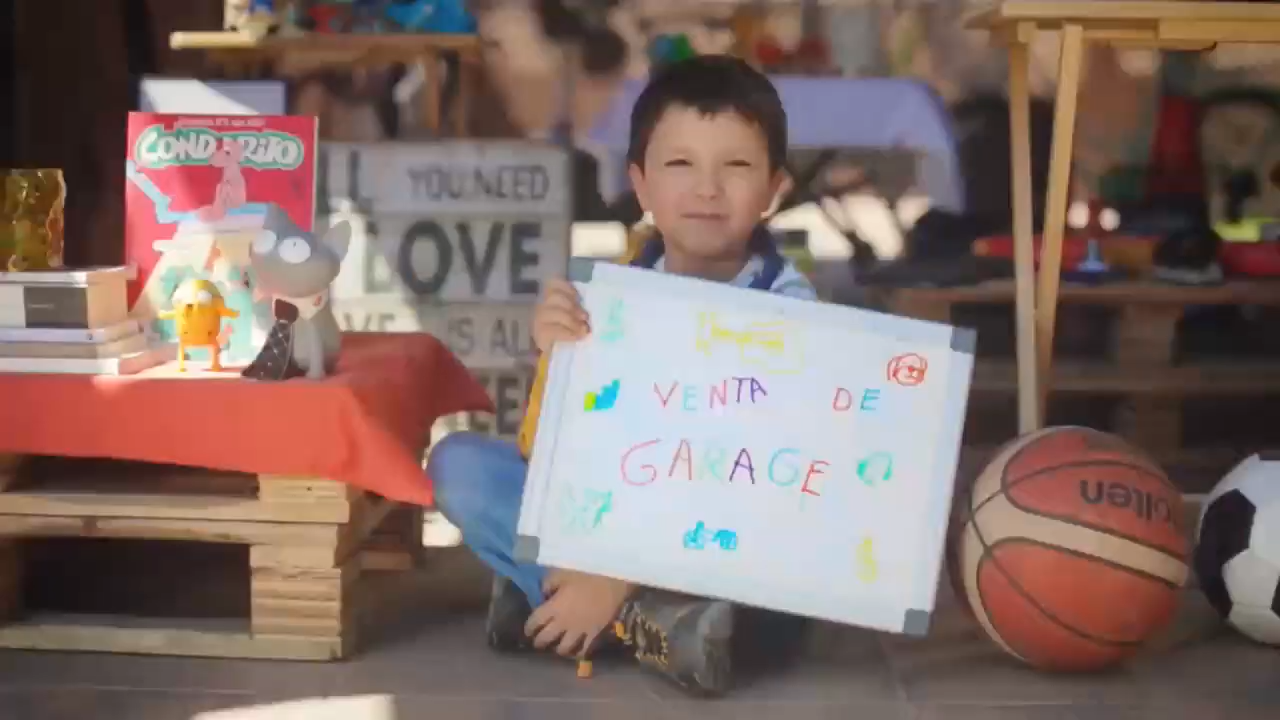 CONDORITO
YOU NEED
LOVE
VENTA DE
GARAGE
$
$
molten